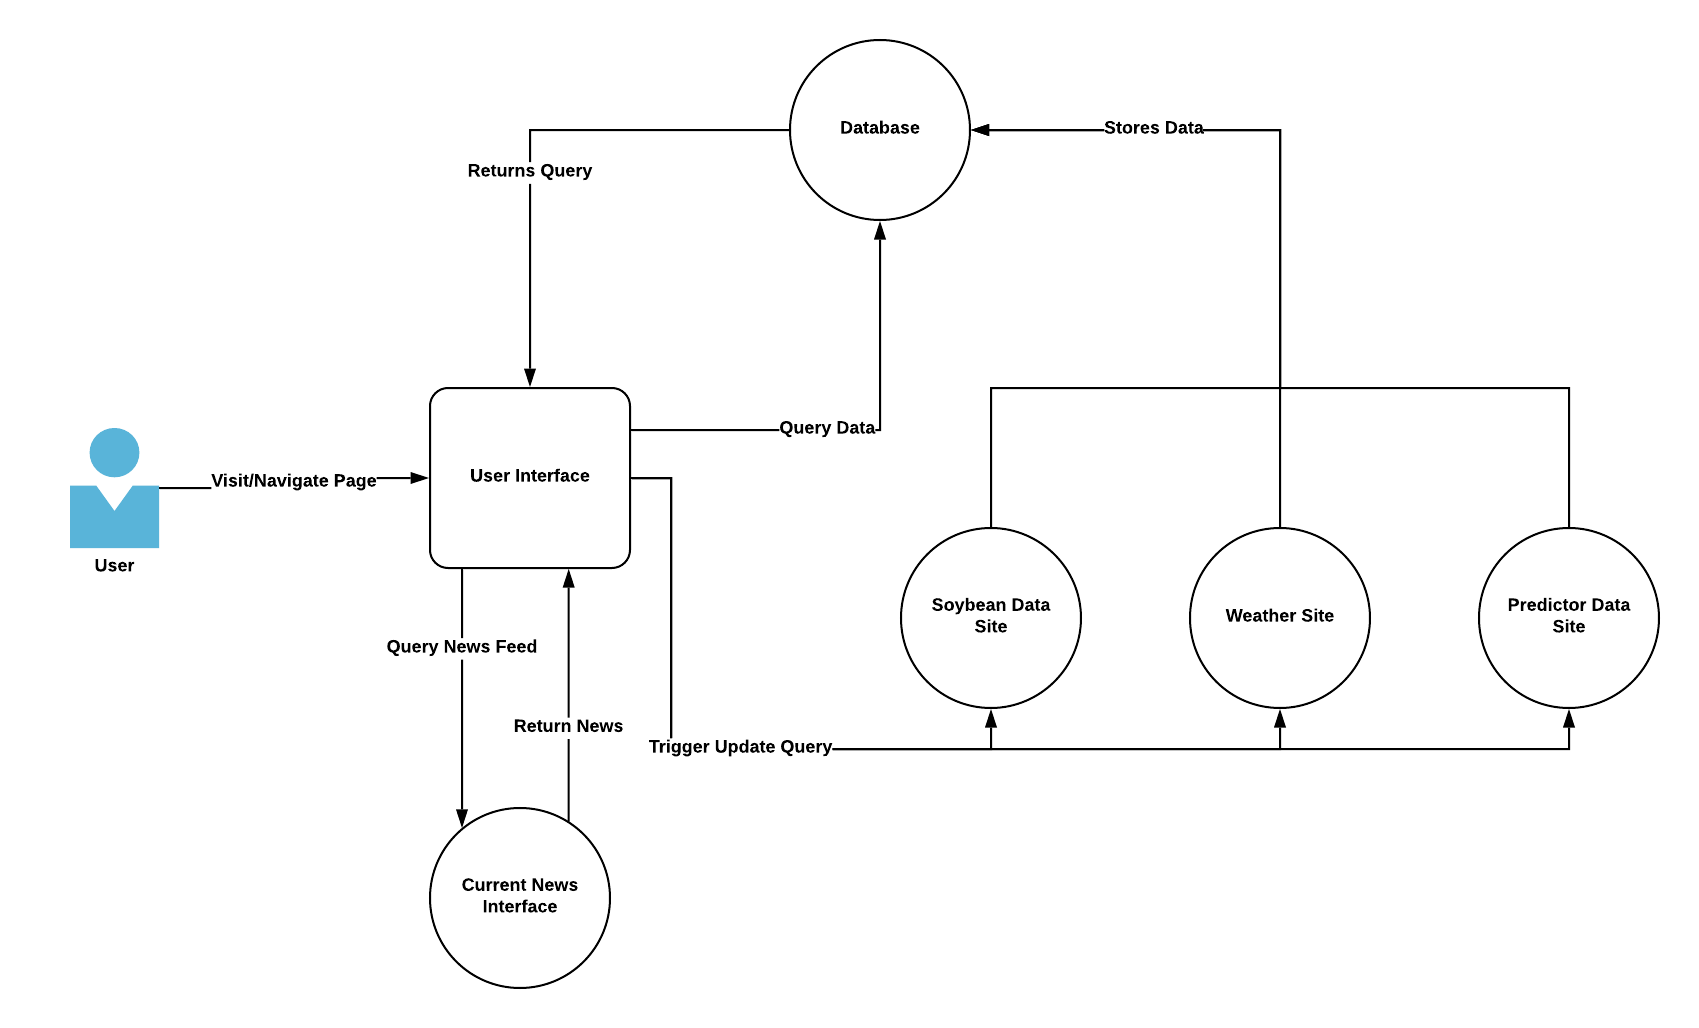 Database
Stores Data
Returns Query
Query Data
User Interface
Visit/Navigate Page
User
Soybean Data
Site
Weather Site
Predictor Data
Site
Query News Feed
Return News
Trigger Update Query
Current News
Interface